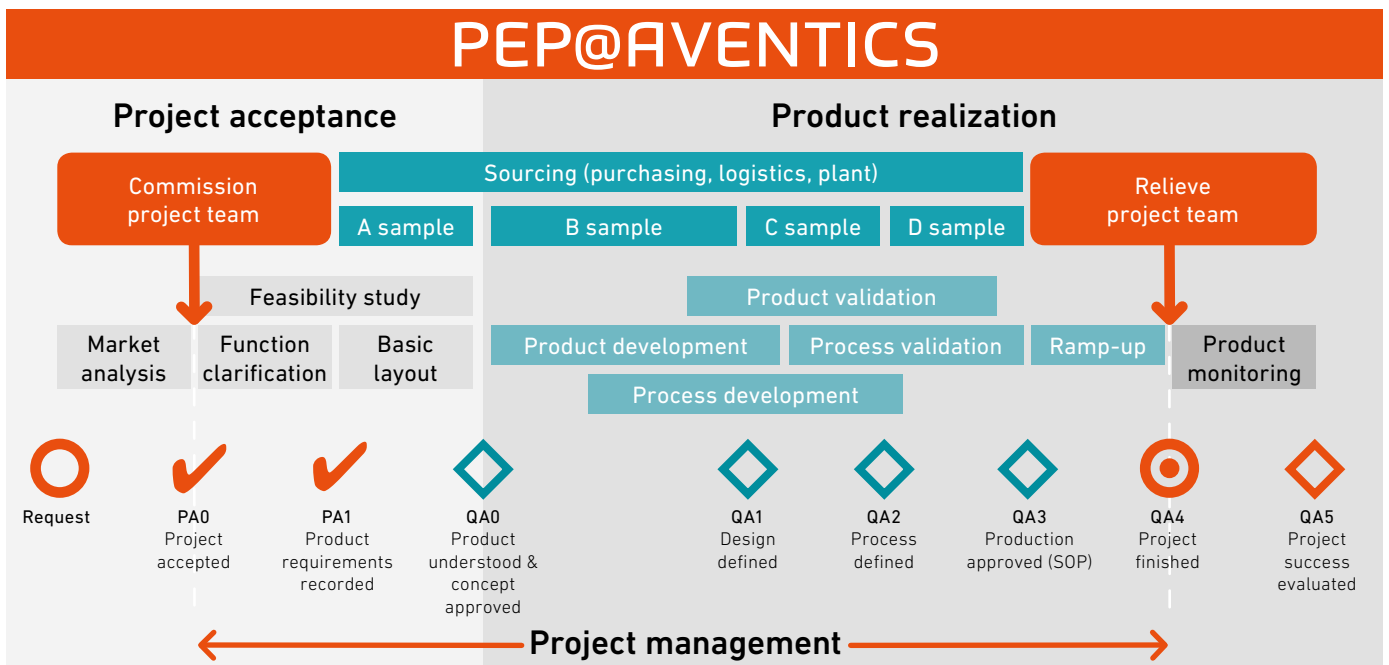 PEP@AVENTICS
Project acceptance
Product realization
Commission
project team
Sourcing (purchasing, logistics, plant)
Relieve
project team
A sample
B sample
C sample
D sample
Feasibility study
Product validation
Market
analysis
Function
clarification
Basic
layout
Product development
Process validation
Ramp-up
Product
monitoring
Process development
Request
PA0
Project
accepted
PA1
Product
requirements
recorded
QA0
Product
understood &
concept
approved
QA1
Design
defined
QA2
Process
defined
QA3
Production
approved (SOP)
QA4
Project
finished
QA5
Project
success
evaluated
Project management